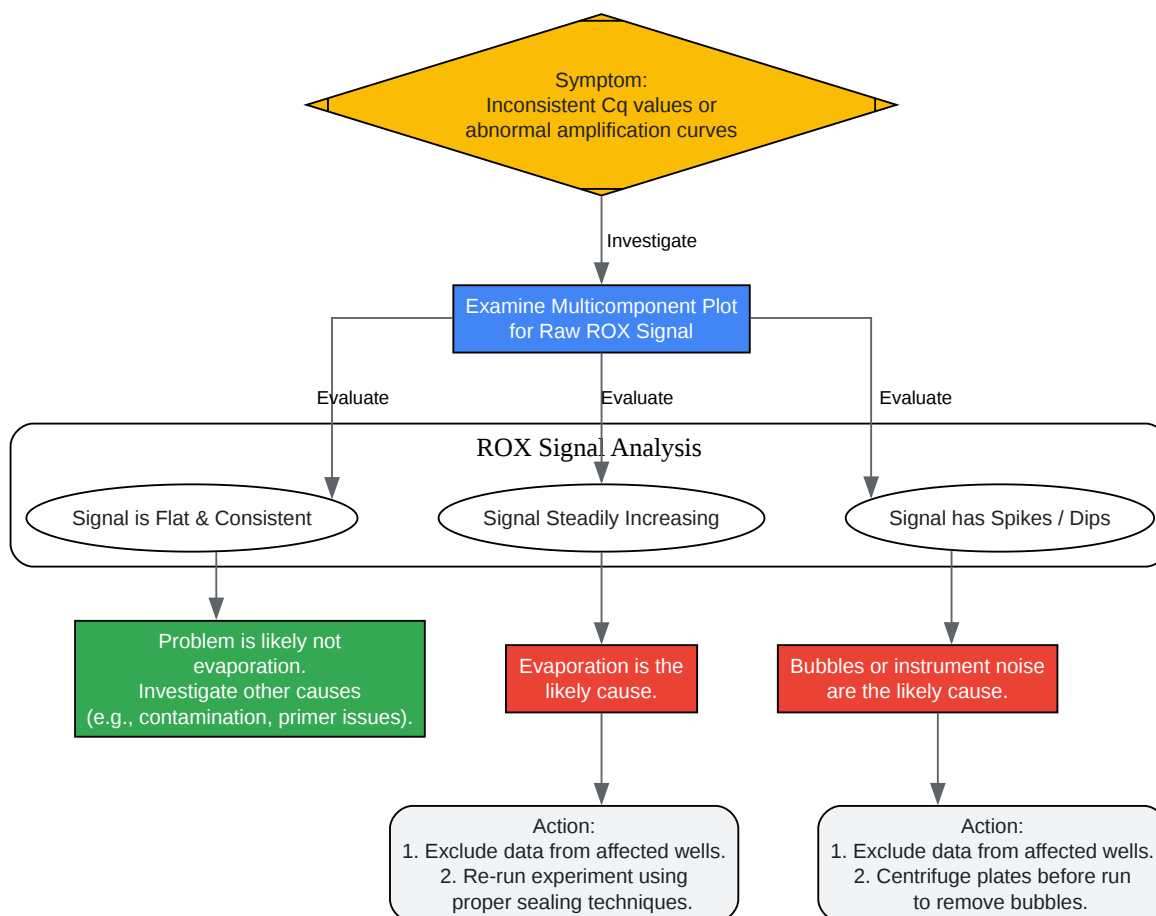 Symptom:
Inconsistent Cq values or
abnormal amplification curves
Investigate
Examine Multicomponent Plot
for Raw ROX Signal
Evaluate
Evaluate
Evaluate
ROX Signal Analysis
Signal is Flat & Consistent
Signal Steadily Increasing
Signal has Spikes / Dips
Problem is likely not
evaporation.
Investigate other causes
(e.g., contamination, primer issues).
Evaporation is the
likely cause.
Bubbles or instrument noise
are the likely cause.
Action:
1. Exclude data from affected wells.
2. Re-run experiment using
proper sealing techniques.
Action:
1. Exclude data from affected wells.
2. Centrifuge plates before run
to remove bubbles.